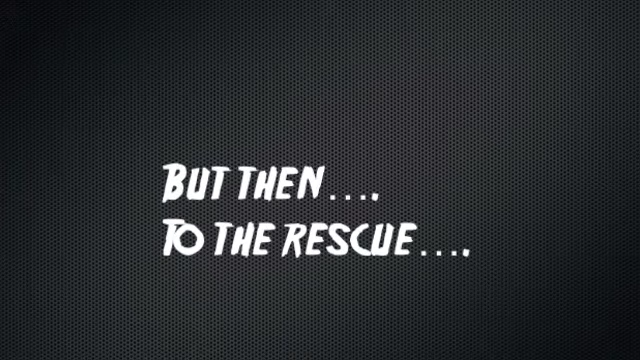 BUT THEN….
TO THE RESCUE….